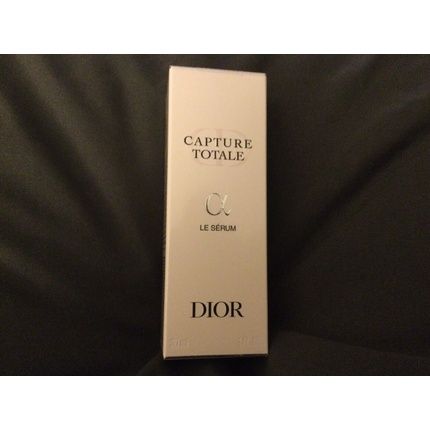 CAPTURE
TOTALE
α
LE SÉRUM
DIOR